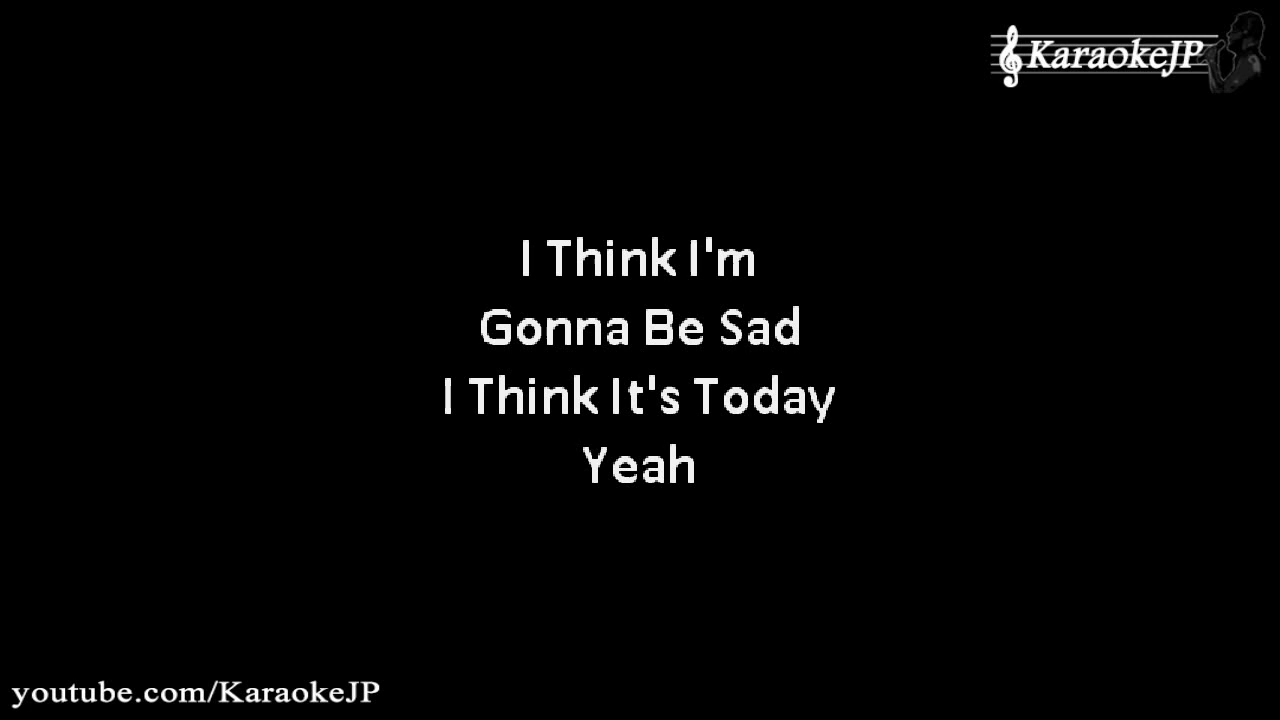 KaraokeJP
I Think I'm
Gonna Be Sad
I Think It's Today
Yeah
youtube.com/KaraokeJP